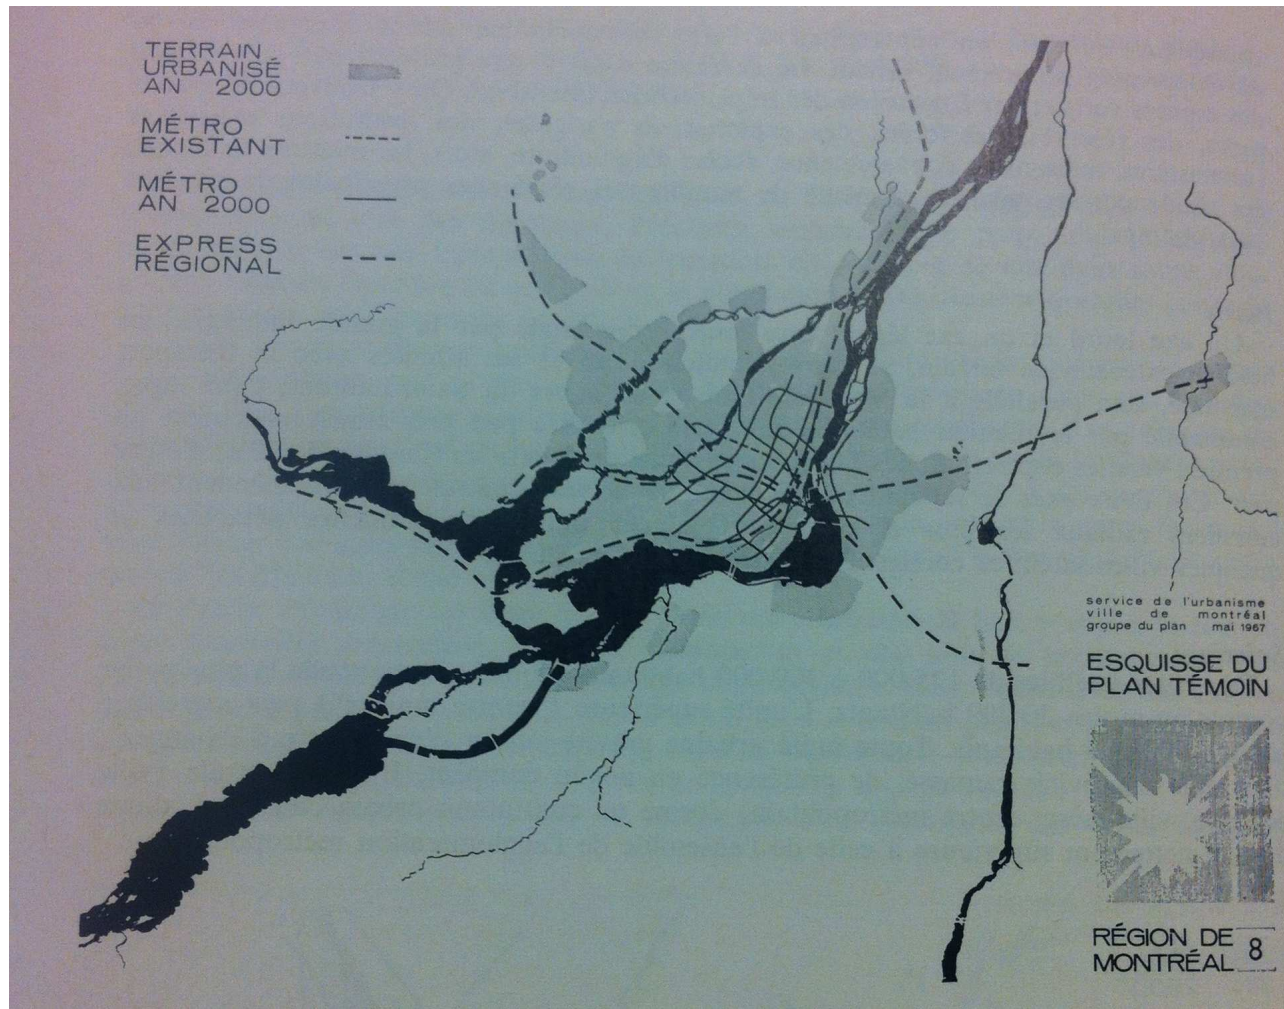 TERRAIN
URBANISÉ
AN 2000
MÉTRO
EXISTANT
MÉTRO
AN 2000
EXPRESS
RÉGIONAL
service de l'urbanisme
ville de montréal
groupe du plan mai 1967
ESQUISSE DU
PLAN TÉMOIN
RÉGION DE
MONTRÉAL
8